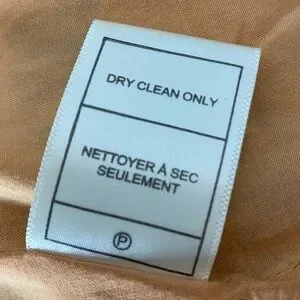 DRY CLEAN ONLY
NETTOYER À SEC
SEULEMENT
P